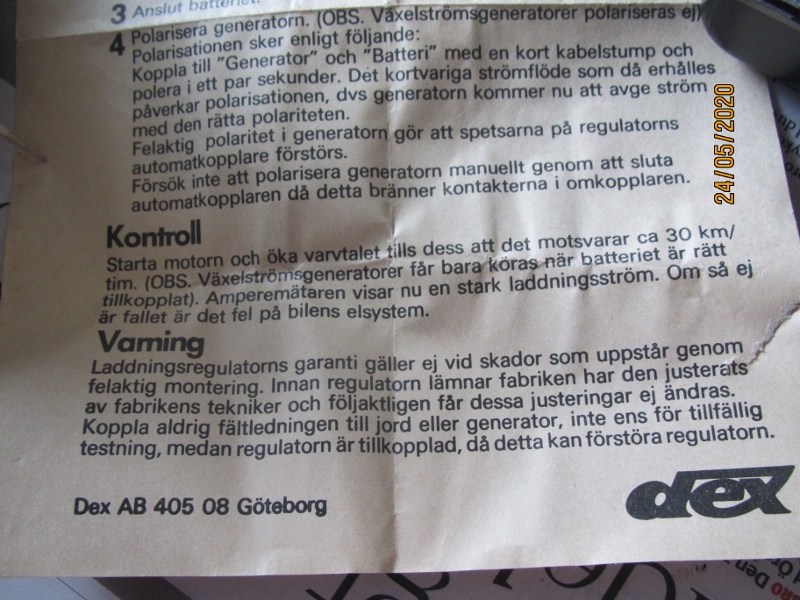 3 Anslut batteriet.
4 Polarisera generatorn. (OBS. Växelströmsgeneratorer polariseras ej)
Polarisationen sker enligt följande:
Koppla till "Generator" och "Batteri" med en kort kabelstump och
polera i ett par sekunder. Det kortvariga strömflöde som då erhålles
påverkar polarisationen, dvs generatorn kommer nu att avge ström
med den rätta polariteten.
Felaktig polaritet i generatorn gör att spetsarna på regulatorns
automatkopplare förstörs.
Försök inte att polarisera generatorn manuellt genom att sluta
automatkopplaren då detta bränner kontakterna i omkopplaren.
Kontroll
Starta motorn och öka varvtalet tills dess att det motsvarar ca 30 km/
tim. (OBS. Växelströmsgeneratorer får bara köras när batteriet är rätt
tillkopplat). Amperemätaren visar nu en stark laddningsström. Om så ej
är fallet är det fel på bilens elsystem.
Varning
Laddningsregulatorns garanti gäller ej vid skador som uppstår genom
felaktig montering. Innan regulatorn lämnar fabriken har den justerats
av fabrikens tekniker och följaktligen får dessa justeringar ej ändras.
Koppla aldrig fältledningen till jord eller generator, inte ens för tillfällig
testning, medan regulatorn är tillkopplad, då detta kan förstöra regulatorn.
Dex AB 405 08 Göteborg
dex
24/05/2020